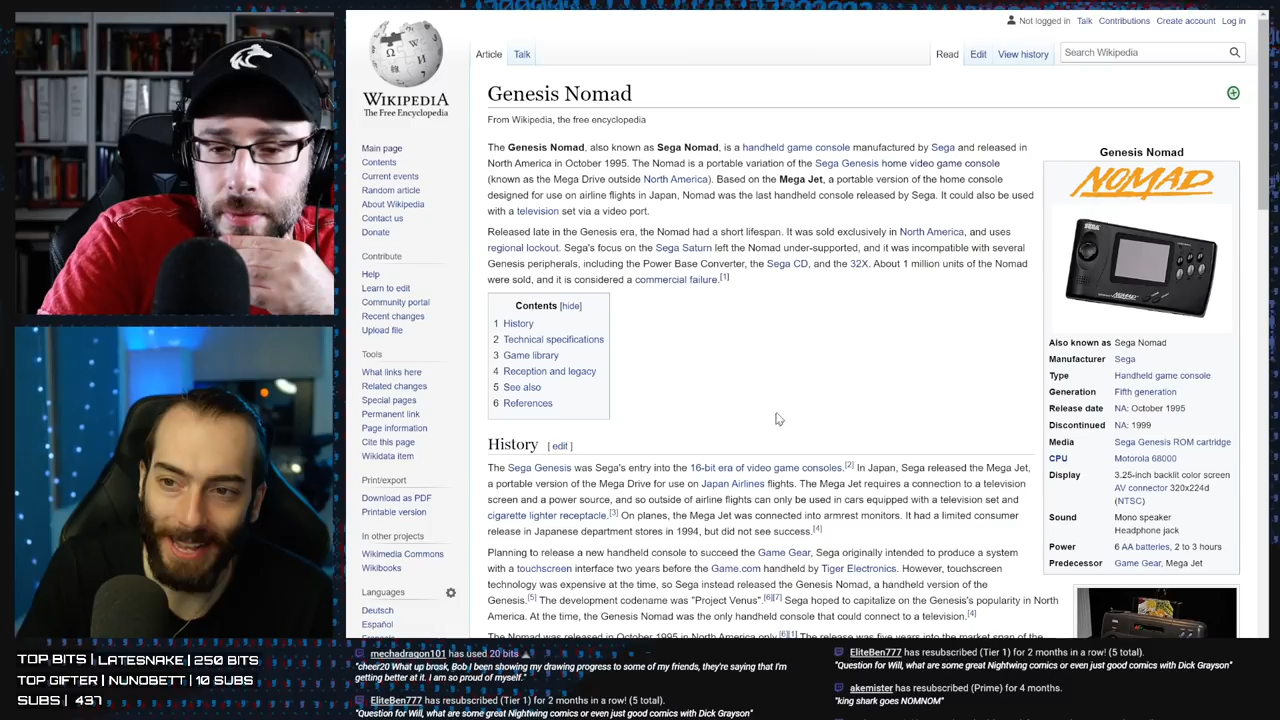 Not logged in Talk Contributions Create account Log in
Article Talk Read Edit View history Search Wikipedia
WIKIPEDIA
The Free Encyclopedia
Main page
Contents
Current events
Random article
About Wikipedia
Contact us
Donate
Contribute
Help
Learn to edit
Community portal
Recent changes
Upload file
Tools
What links here
Related changes
Special pages
Permanent link
Page information
Cite this page
Wikidata item
Print/export
Download as PDF
Printable version
In other projects
Wikimedia Commons
Wikibooks
Languages
Deutsch
Español
Genesis Nomad
From Wikipedia, the free encyclopedia
The Genesis Nomad, also known as Sega Nomad, is a handheld game console manufactured by Sega and released in
North America in October 1995. The Nomad is a portable variation of the Sega Genesis home video game console
(known as the Mega Drive outside North America). Based on the Mega Jet, a portable version of the home console
designed for use on airline flights in Japan, Nomad was the last handheld console released by Sega. It could also be used
with a television set via a video port.
Released late in the Genesis era, the Nomad had a short lifespan. It was sold exclusively in North America, and uses
regional lockout. Sega's focus on the Sega Saturn left the Nomad under-supported, and it was incompatible with several
Genesis peripherals, including the Power Base Converter, the Sega CD, and the 32X. About 1 million units of the Nomad
were sold, and it is considered a commercial failure.[1]
Contents [hide]
1 History
2 Technical specifications
3 Game library
4 Reception and legacy
5 See also
6 References
History [ edit ]
The Sega Genesis was Sega's entry into the 16-bit era of video game consoles.[2] In Japan, Sega released the Mega Jet,
a portable version of the Mega Drive for use on Japan Airlines flights. The Mega Jet requires a connection to a television
screen and a power source, and so outside of airline flights can only be used in cars equipped with a television set and
cigarette lighter receptacle.[3] On planes, the Mega Jet was connected into armrest monitors. It had a limited consumer
release in Japanese department stores in 1994, but did not see success.[4]
Planning to release a new handheld console to succeed the Game Gear, Sega originally intended to produce a system
with a touchscreen interface two years before the Game.com handheld by Tiger Electronics. However, touchscreen
technology was expensive at the time, so Sega instead released the Genesis Nomad, a handheld version of the
Genesis.[5] The development codename was "Project Venus".[6][7] Sega hoped to capitalize on the Genesis's popularity in North
America. At the time, the Genesis Nomad was the only handheld console that could connect to a television.[4]
The Nomad was released in October 1995 in North America only.[6][1] The release was five years into the market span of the
Genesis Nomad
NOMAD
SEGA
NOMAD
Also known as Sega Nomad
Manufacturer Sega
Type Handheld game console
Generation Fifth generation
Release date NA: October 1995
Discontinued NA: 1999
Media Sega Genesis ROM cartridge
CPU Motorola 68000
Display 3.25-inch backlit color screen
AV connector 320x224d
(NTSC)
Sound Mono speaker
Headphone jack
Power 6 AA batteries, 2 to 3 hours
Predecessor Game Gear, Mega Jet
TOP BITS | LATESNAKE | 250 BITS
TOP GIFTER | NUNOBETT | 10 SUBS
SUBS | 437
mechadragon101 has used 20 bits
"cheer20 What up brosk, Bob I been showing my drawing progress to some of my friends, they're saying that I'm
getting better at it. I am so proud of myself."
EliteBen777 has resubscribed (Tier 1) for 2 months in a row! (5 total).
"Question for Will, what are some great Nightwing comics or even just good comics with Dick Grayson"
EliteBen777 has resubscribed (Tier 1) for 2 months in a row! (5 total).
"Question for Will, what are some great Nightwing comics or even just good comics with Dick Grayson"
akemister has resubscribed (Prime) for 4 months.
"king shark goes NOMNOM"